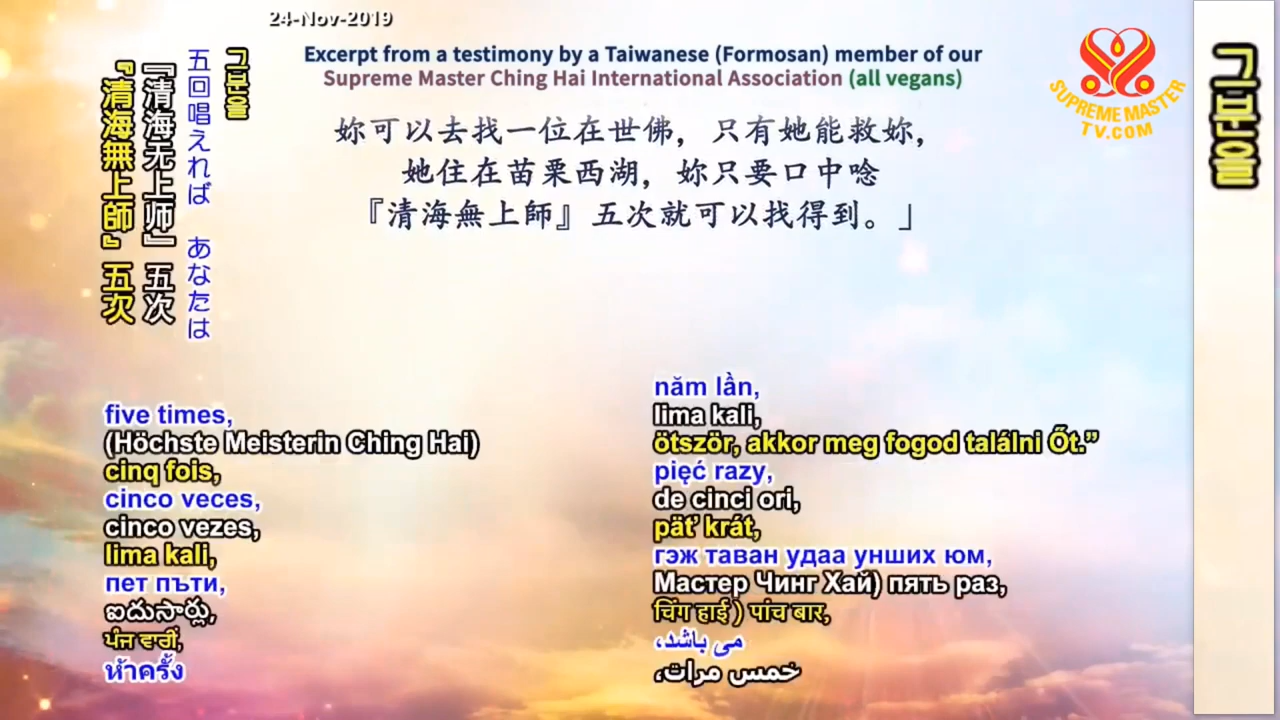 24-Nov-2019
Excerpt from a testimony by a Taiwanese (Formosan) member of our
Supreme Master Ching Hai International Association (all vegans)
SUPREME MASTER
TV.COM
妳可以去找一位在世佛，只有她能救妳，
她住在苗栗西湖，妳只要口中唸
『清海無上師』五次就可以找得到。」
그분을
그분을
五回唱えれば あなたは
『清海无上师』五次
『清海無上師』五次
five times,
(Höchste Meisterin Ching Hai)
cinq fois,
cinco veces,
cinco vezes,
lima kali,
пет пъти,
ఐదుసార్లు,
ਪੰਜ ਵਾਰੀਂ,
ห้าครั้ง
năm lần,
lima kali,
ötször, akkor meg fogod találni Őt.”
pięć razy,
de cinci ori,
päť krát,
гэж таван удаа унших юм,
Мастер Чинг Хай) пять раз,
चिंग हाई ) पांच बार,
می باشد،
خمس مرات،